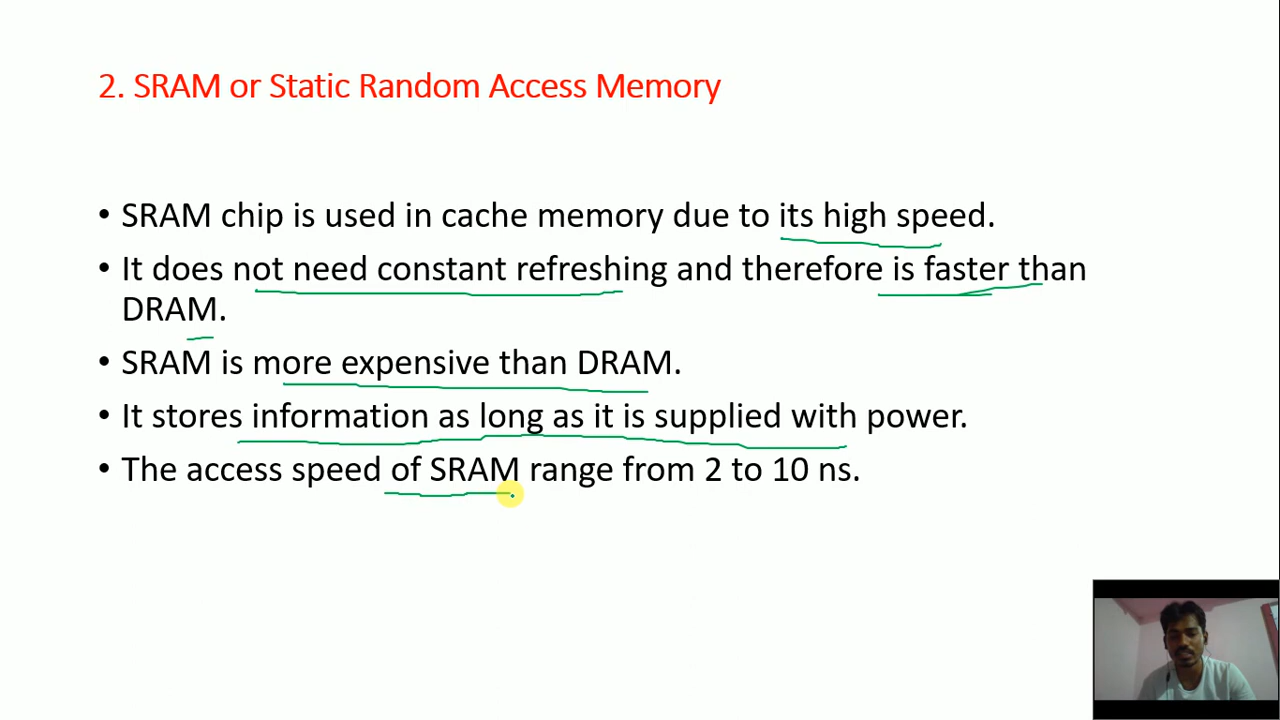 2. SRAM or Static Random Access Memory
• SRAM chip is used in cache memory due to its high speed.
• It does not need constant refreshing and therefore is faster than
DRAM.
• SRAM is more expensive than DRAM.
• It stores information as long as it is supplied with power.
• The access speed of SRAM range from 2 to 10 ns.